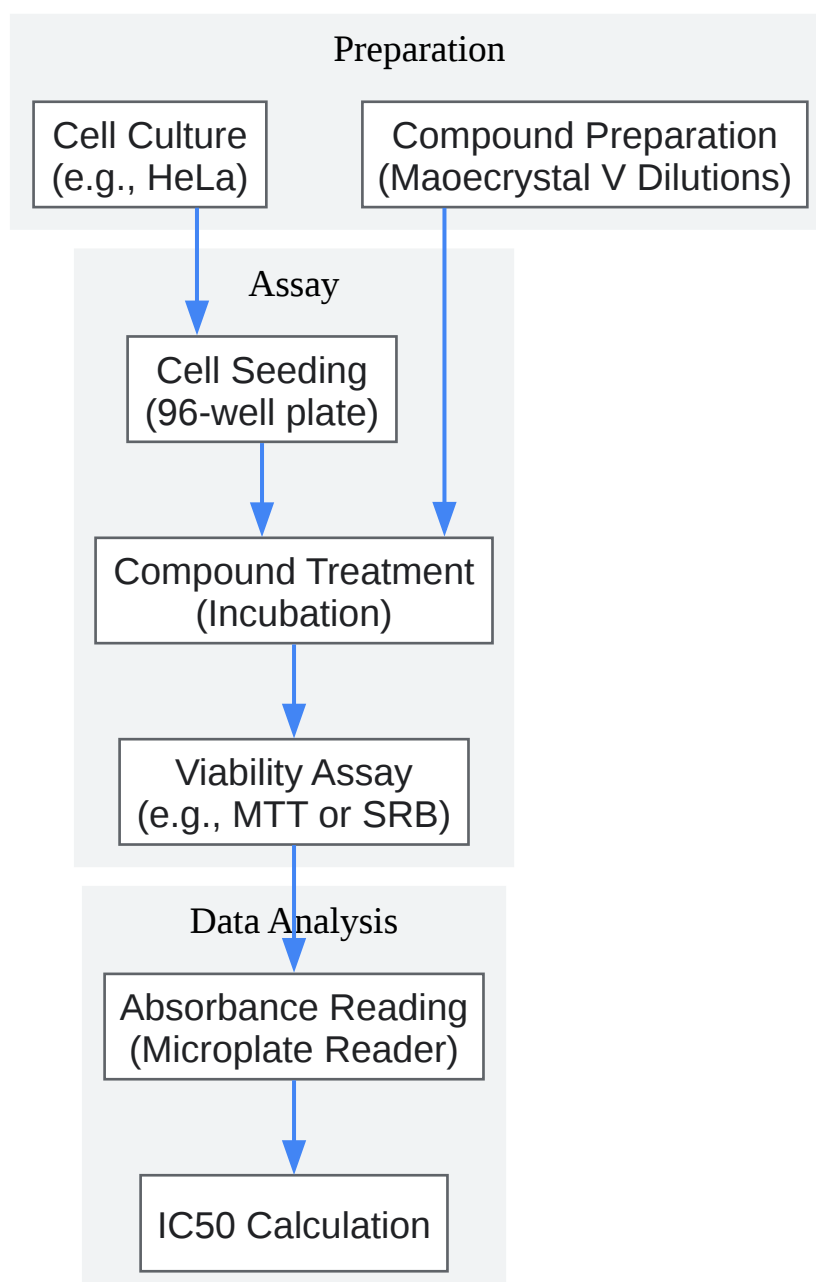 Preparation
Cell Culture
(e.g., HeLa)
Compound Preparation
(Maoecrystal V Dilutions)
Assay
Cell Seeding
(96-well plate)
Compound Treatment
(Incubation)
Viability Assay
(e.g., MTT or SRB)
Data Analysis
Absorbance Reading
(Microplate Reader)
IC50 Calculation